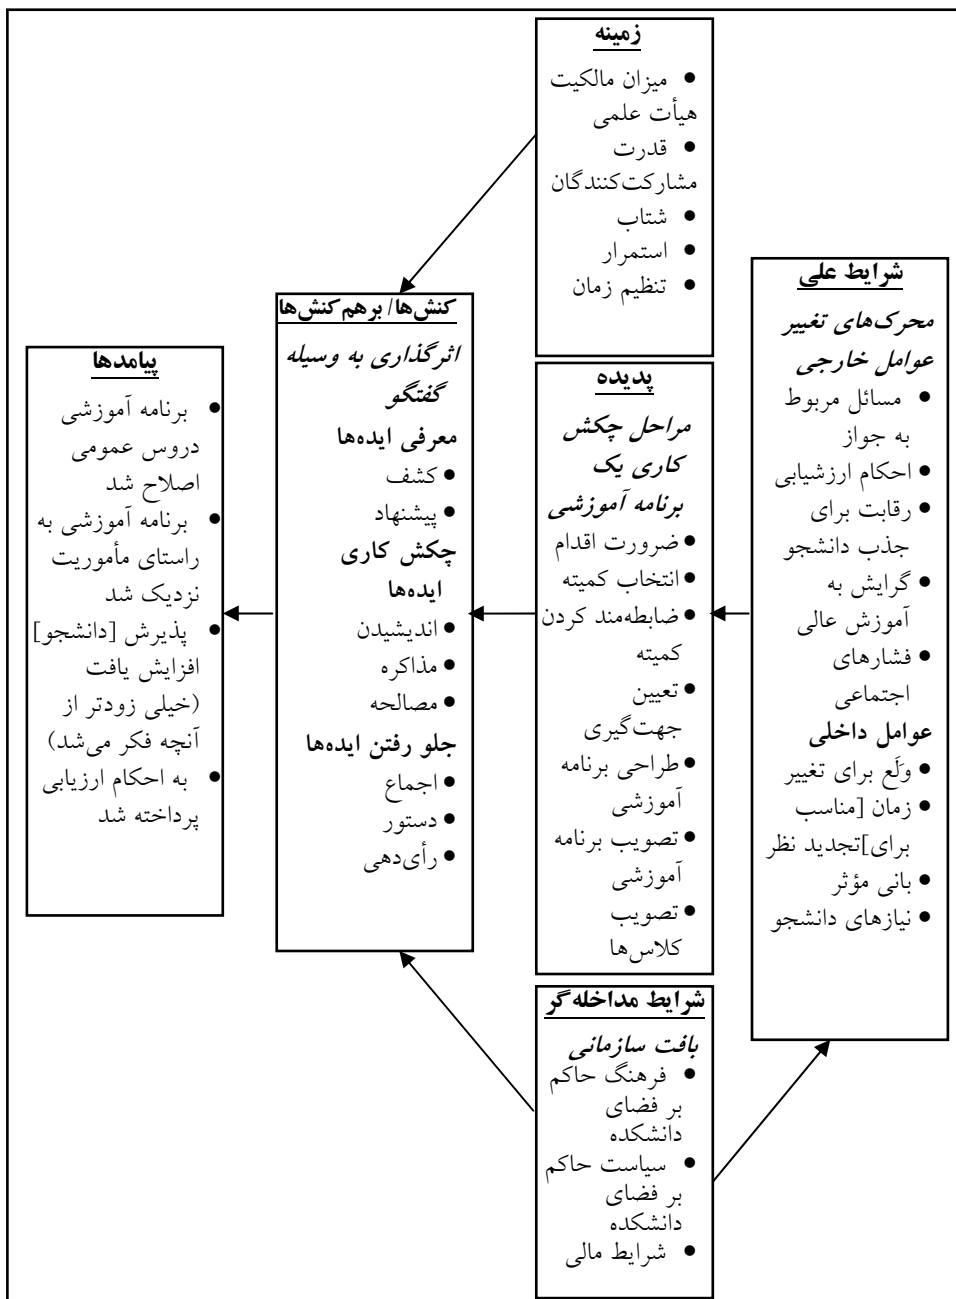 زمینه
• میزان مالکیت
هیأت علمی
• قدرت
مشارکت‌کنندگان
• شتاب
• استمرار
• تنظیم زمان
شرایط علی
محرک‌های تغییر
عوامل خارجی
• مسائل مربوط
به جواز
• احکام ارزشیابی
• رقابت برای
جذب دانشجو
• گرایش به
آموزش عالی
• فشارهای
اجتماعی
عوامل داخلی
• وَلَع برای تغییر
• زمان [مناسب
برای]تجدید نظر
• بانی مؤثر
• نیازهای دانشجو
پدیده
مراحل چکش
کاری یک
برنامه آموزشی
• ضرورت اقدام
• انتخاب کمیته
• ضابطه‌مند کردن
کمیته
• تعیین
جهت‌گیری
• طراحی برنامه
آموزشی
• تصویب برنامه
آموزشی
• تصویب
کلاس‌ها
شرایط مداخله‌گر
بافت سازمانی
• فرهنگ حاکم
بر فضای
دانشکده
• سیاست حاکم
بر فضای
دانشکده
• شرایط مالی
کنش‌ها/ برهم‌کنش‌ها
اثرگذاری به وسیله
گفتگو
معرفی ایده‌ها
• کشف
• پیشنهاد
چکش کاری
ایده‌ها
• اندیشیدن
• مذاکره
• مصالحه
جلو رفتن ایده‌ها
• اجماع
• دستور
• رأی‌دهی
پیامدها
• برنامه آموزشی
دروس عمومی
اصلاح شد
• برنامه آموزشی به
راستای مأموریت
نزدیک شد
• پذیرش [دانشجو]
افزایش یافت
(خیلی زودتر از
آنچه فکر می‌شد)
• به احکام ارزیابی
پرداخته شد